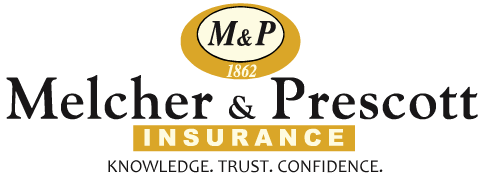 M&P
1862
Melcher & Prescott
INSURANCE
KNOWLEDGE. TRUST. CONFIDENCE.